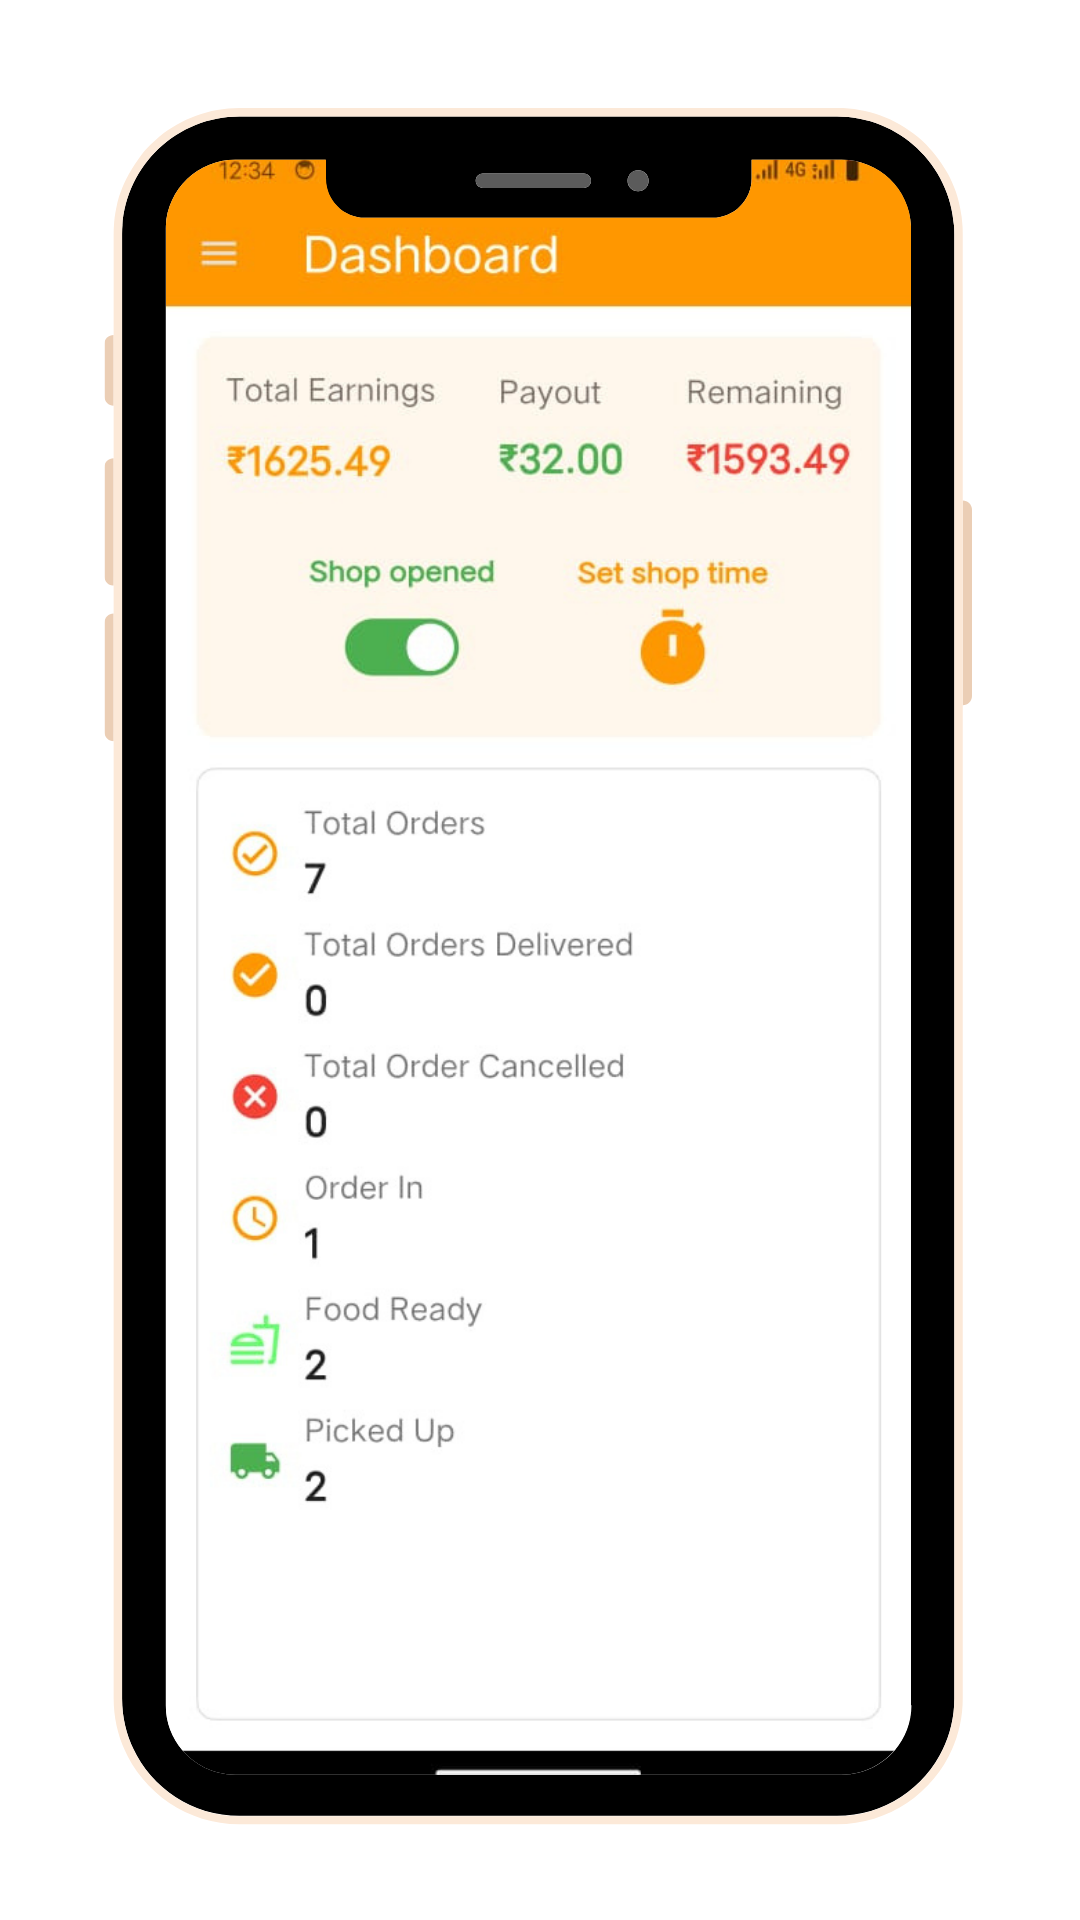 12:34 4G
Dashboard
Total Earnings Payout Remaining
₹1625.49 ₹32.00 ₹1593.49
Shop opened Set shop time
Total Orders
7
Total Orders Delivered
0
Total Order Cancelled
0
Order In
1
Food Ready
2
Picked Up
2